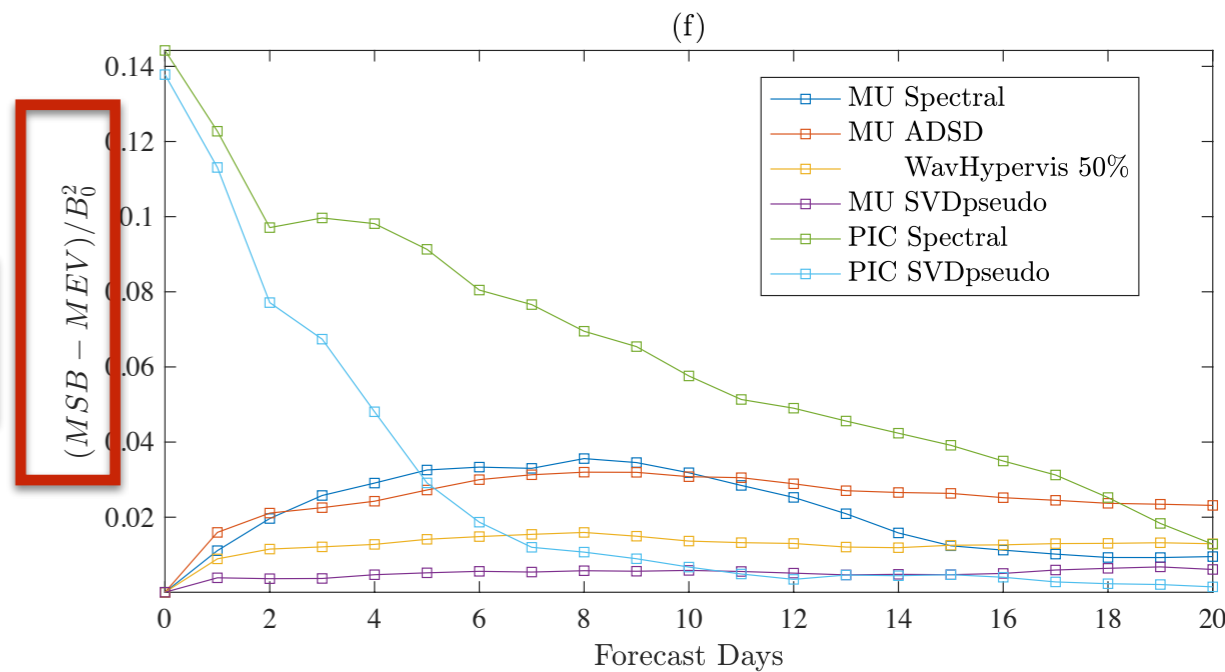 (f)
(MSB − MEV)/B₀²
0.14
0.12
0.1
0.08
0.06
0.04
0.02
MU Spectral
MU ADSD
WavHypervis 50%
MU SVDpseudo
PIC Spectral
PIC SVDpseudo
0 2 4 6 8 10 12 14 16 18 20
Forecast Days